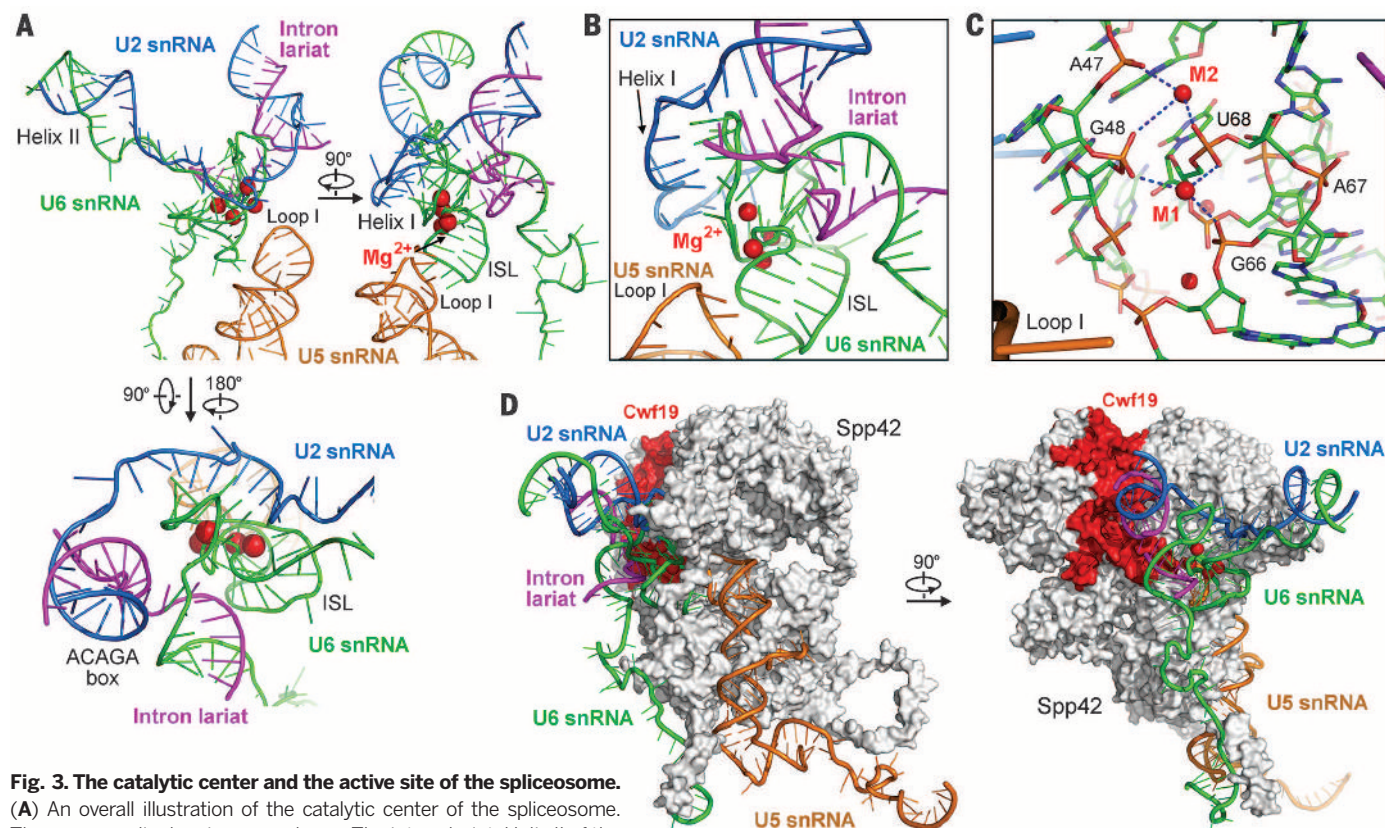 A
U2 snRNA
Intron
lariat
Helix II
U6 snRNA
Loop I
90°
Helix I
Mg2+
ISL
Loop I
U5 snRNA
90°
180°
U2 snRNA
ISL
U6 snRNA
ACAGA
box
Intron lariat
B
U2 snRNA
Helix I
Intron
lariat
Mg2+
U5 snRNA
Loop I
ISL
U6 snRNA
C
A47
M2
G48
U68
A67
M1
G66
Loop I
D
Cwf19
U2 snRNA
Spp42
Intron
lariat
U6 snRNA
U5 snRNA
90°
Cwf19
U2 snRNA
U6 snRNA
Spp42
U5 snRNA
Fig. 3. The catalytic center and the active site of the spliceosome.
(A) An overall illustration of the catalytic center of the spliceosome.